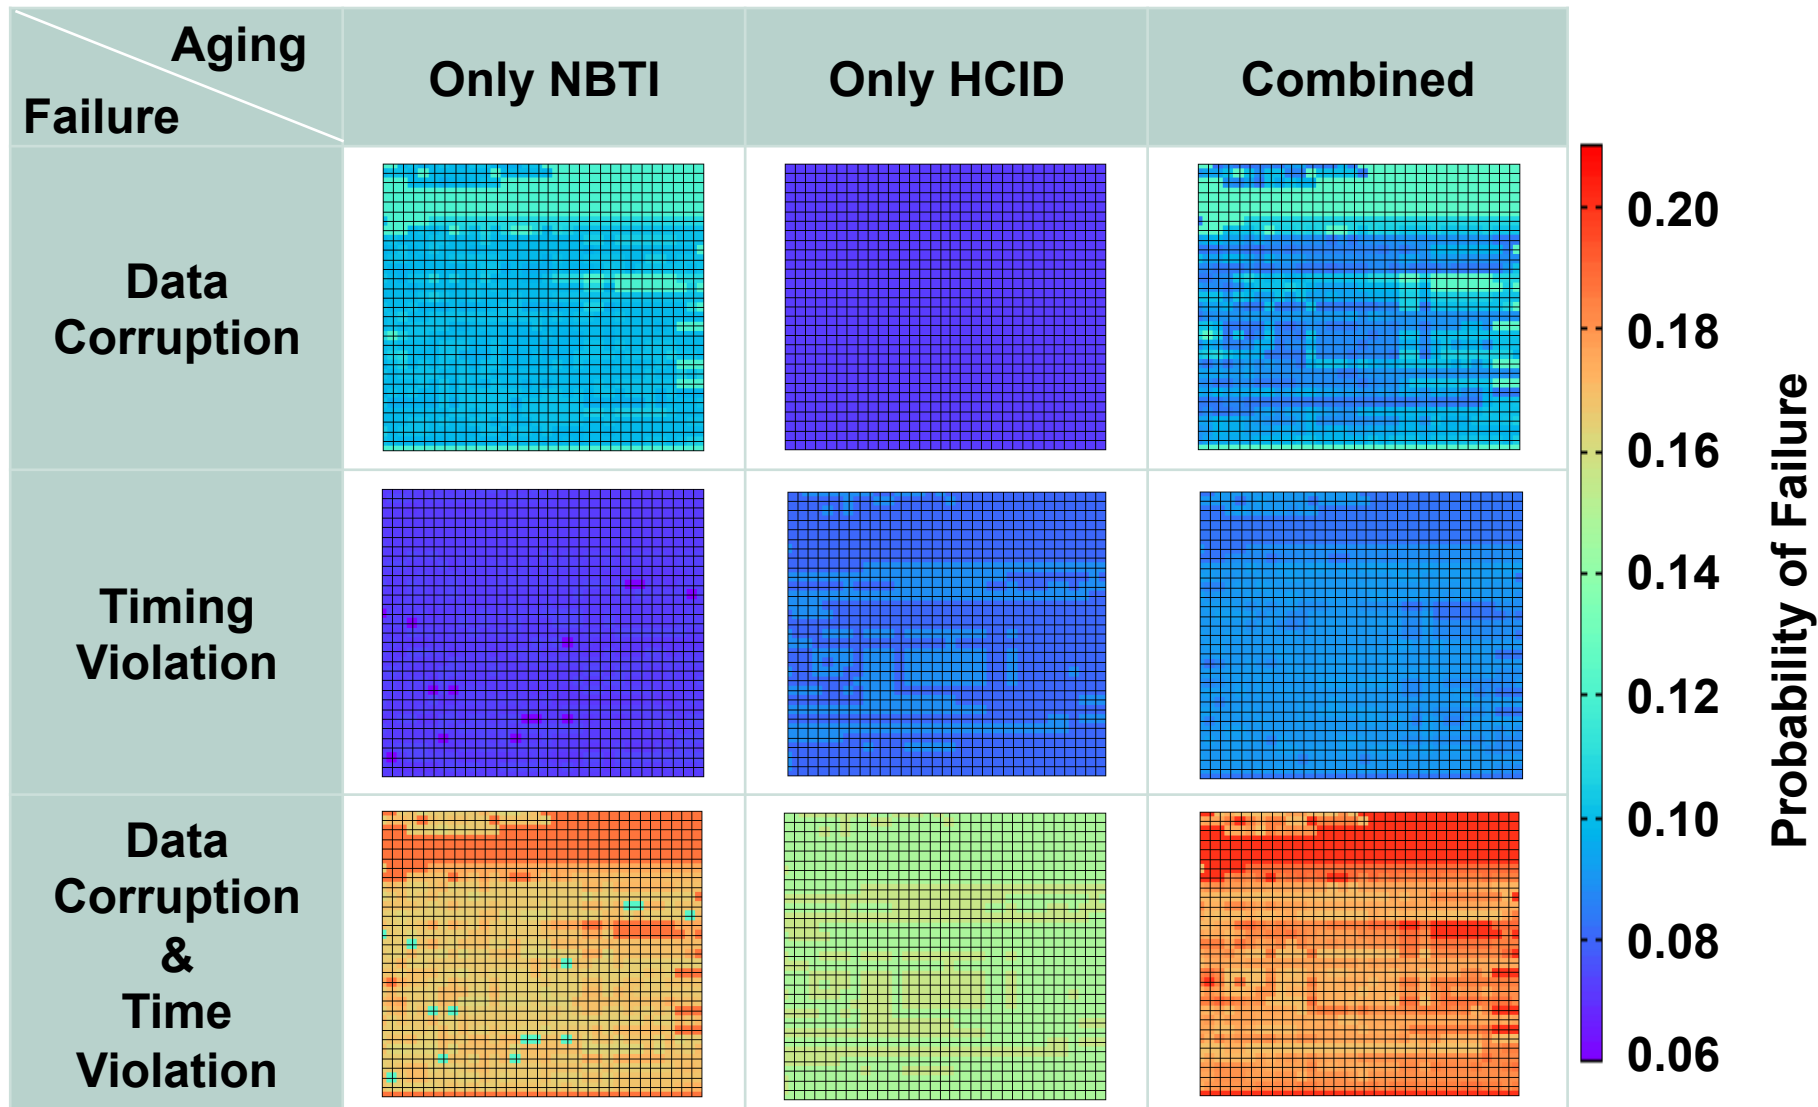 Aging
Failure
Only NBTI
Only HCID
Combined
Data
Corruption
Timing
Violation
Data
Corruption
&
Time
Violation
0.20
0.18
0.16
0.14
0.12
0.10
0.08
0.06
Probability of Failure